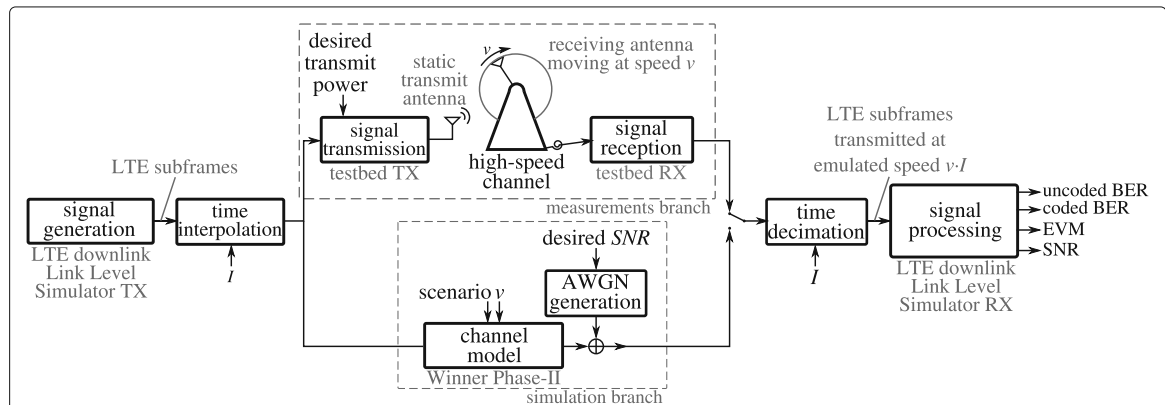 desired
transmit
power
static
transmit
antenna
v
receiving antenna
moving at speed v
signal
transmission
testbed TX
high-speed
channel
signal
reception
testbed RX
measurements branch
LTE subframes
signal
generation
LTE downlink
Link Level
Simulator TX
time
interpolation
I
desired SNR
AWGN
generation
scenario v
channel
model
Winner Phase-II
simulation branch
time
decimation
I
LTE subframes
transmitted at
emulated speed v·I
signal
processing
LTE downlink
Link Level
Simulator RX
uncoded BER
coded BER
EVM
SNR